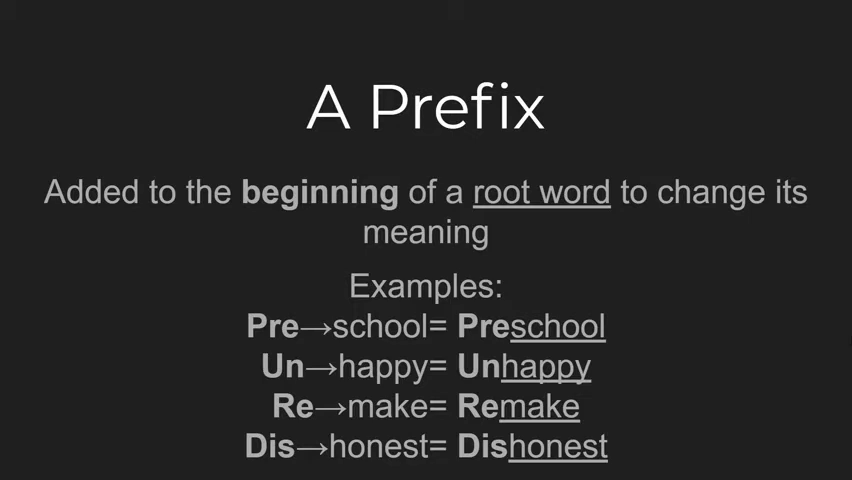 A Prefix
Added to the beginning of a root word to change its
meaning
Examples:
Pre→school= Preschool
Un→happy= Unhappy
Re→make= Remake
Dis→honest= Dishonest